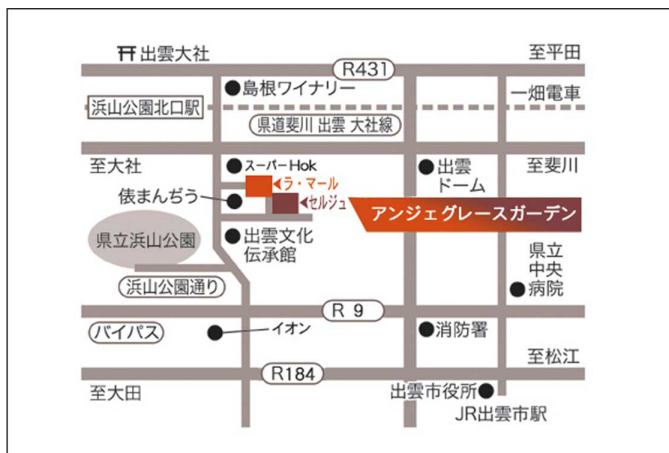 出雲大社
至平田
R431
島根ワイナリー
一畑電車
浜山公園北口駅
県道斐川 出雲 大社線
至大社
スーパーHok
出雲
ドーム
至斐川
ラ・マール
俵まんぢう
セルジュ
アンジェグレースガーデン
県立浜山公園
出雲文化
伝承館
県立
中央
病院
浜山公園通り
R 9
バイパス
イオン
消防署
至松江
R184
至大田
出雲市役所
JR出雲市駅